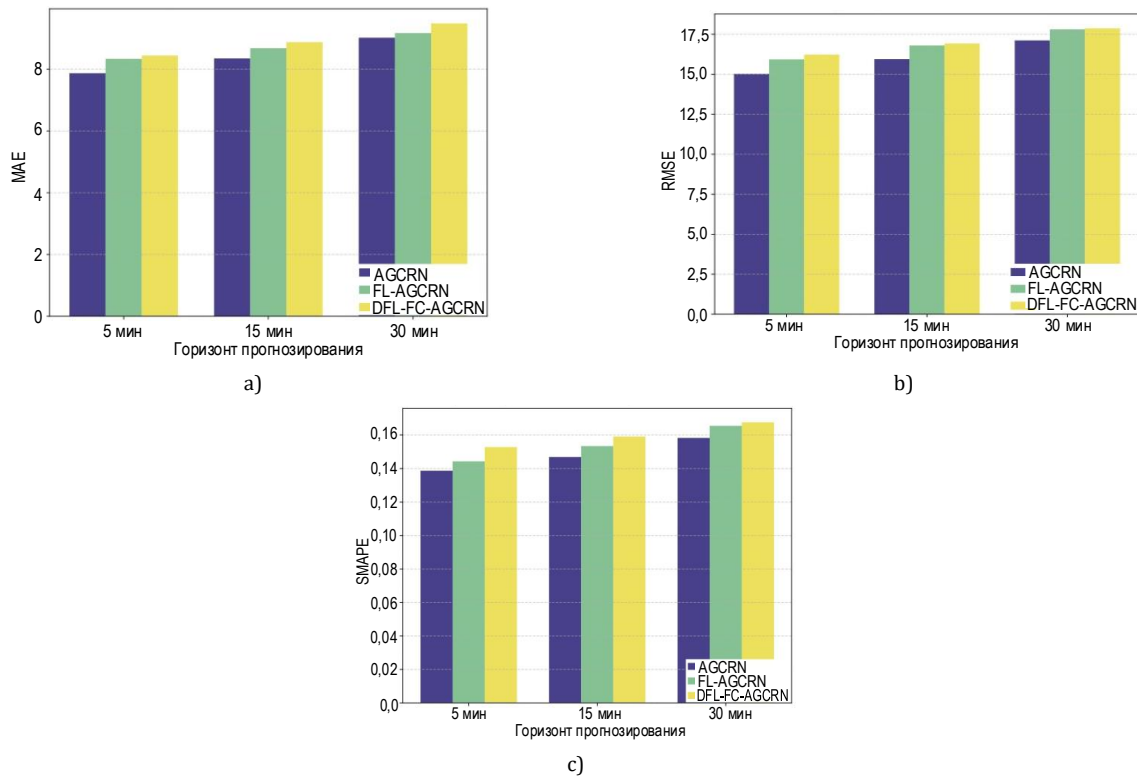 MAE
8
6
4
2
0
AGCRN
FL-AGCRN
DFL-FC-AGCRN
5 мин
15 мин
30 мин
Горизонт прогнозирования
a)
RMSE
17,5
15,0
12,5
10,0
7,5
5,0
2,5
0,0
AGCRN
FL-AGCRN
DFL-FC-AGCRN
5 мин
15 мин
30 мин
Горизонт прогнозирования
b)
SMAPE
0,16
0,14
0,12
0,10
0,08
0,06
0,04
0,02
0,0
AGCRN
FL-AGCRN
DFL-FC-AGCRN
5 мин
15 мин
30 мин
Горизонт прогнозирования
c)